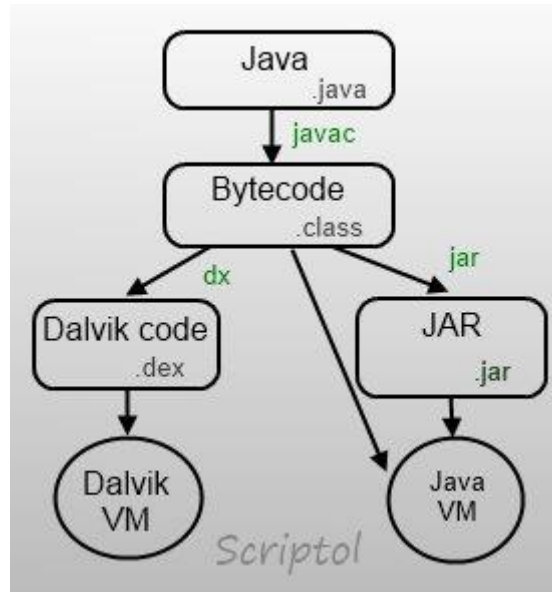 Java
.java
javac
Bytecode
.class
dx
jar
Dalvik code
.dex
JAR
.jar
Dalvik
VM
Java
VM
Scriptol